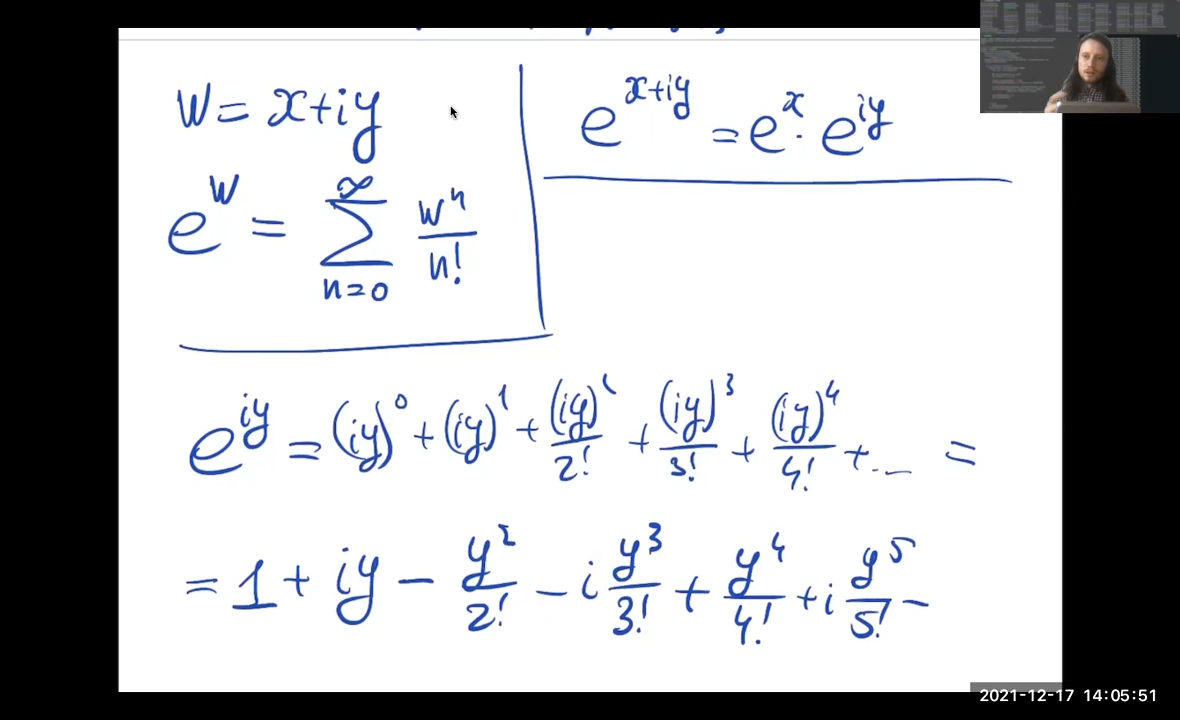 w = x+iy
e^w = ∑_{n=0}^{∞} w^n/n!
e^{x+iy} = e^x · e^{iy}
e^{iy} = (iy)^0 + (iy)^1 + (iy)^2/2! + (iy)^3/3! + (iy)^4/4! + ... =
= 1 + iy − y^2/2! − i y^3/3! + y^4/4! + i y^5/5! −
2021-12-17 14:05:51